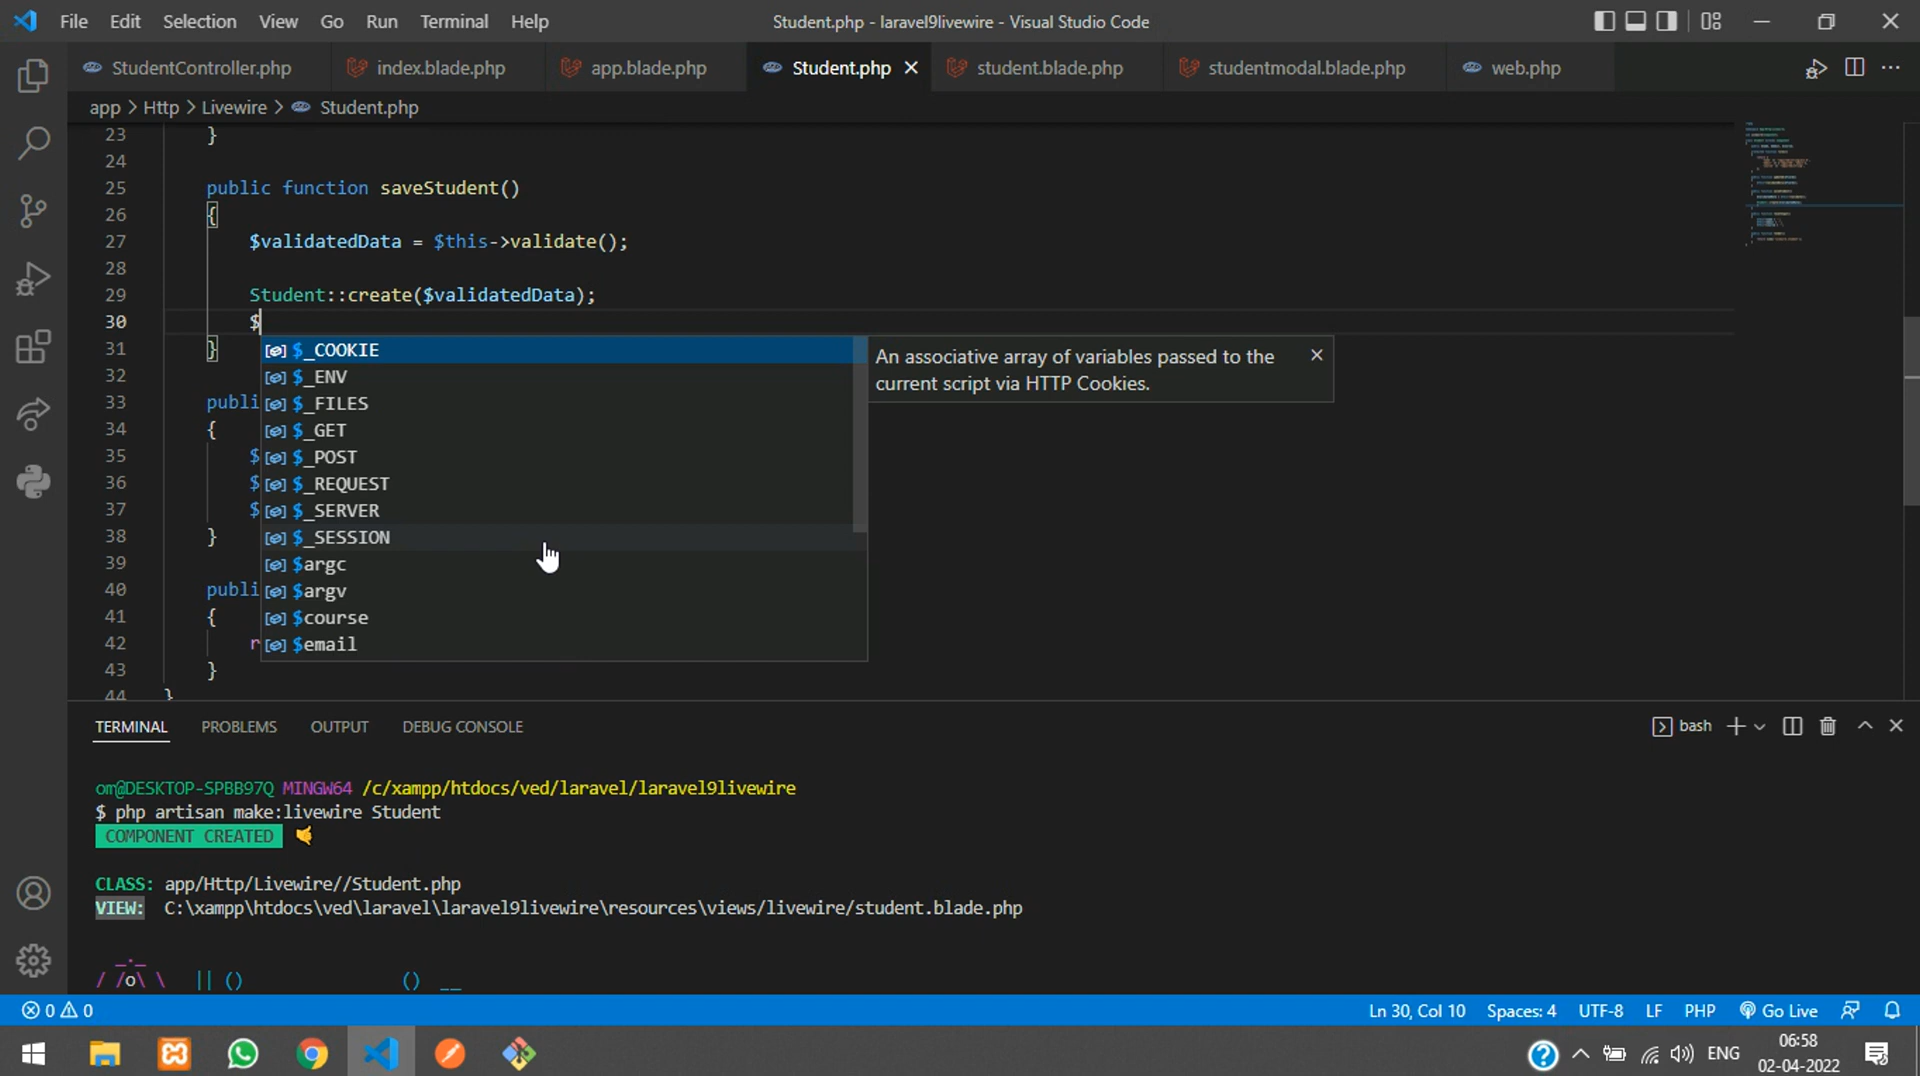 File Edit Selection View Go Run Terminal Help
Student.php - laravel9livewire - Visual Studio Code
StudentController.php index.blade.php app.blade.php Student.php student.blade.php studentmodal.blade.php web.php
app > Http > Livewire > Student.php
23 }
24
25 public function saveStudent()
26 {
27 $validatedData = $this->validate();
28
29 Student::create($validatedData);
30 $
31 }
32
33 publi
34 {
35 $
36 $
37 $
38 }
39
40 publi
41 {
42 r
43 }
44 }
$_COOKIE
$_ENV
$_FILES
$_GET
$_POST
$_REQUEST
$_SERVER
$_SESSION
$argc
$argv
$course
$email
An associative array of variables passed to the
current script via HTTP Cookies.
TERMINAL PROBLEMS OUTPUT DEBUG CONSOLE
bash
om@DESKTOP-SPBB97Q MINGW64 /c/xampp/htdocs/ved/laravel/laravel9livewire
$ php artisan make:livewire Student
COMPONENT CREATED
CLASS: app/Http/Livewire//Student.php
VIEW: C:\xampp\htdocs\ved\laravel\laravel9livewire\resources\views/livewire/student.blade.php
_._
/ /o\ \ || () () __
0 0
Ln 30, Col 10 Spaces: 4 UTF-8 LF PHP Go Live
ENG
06:58
02-04-2022